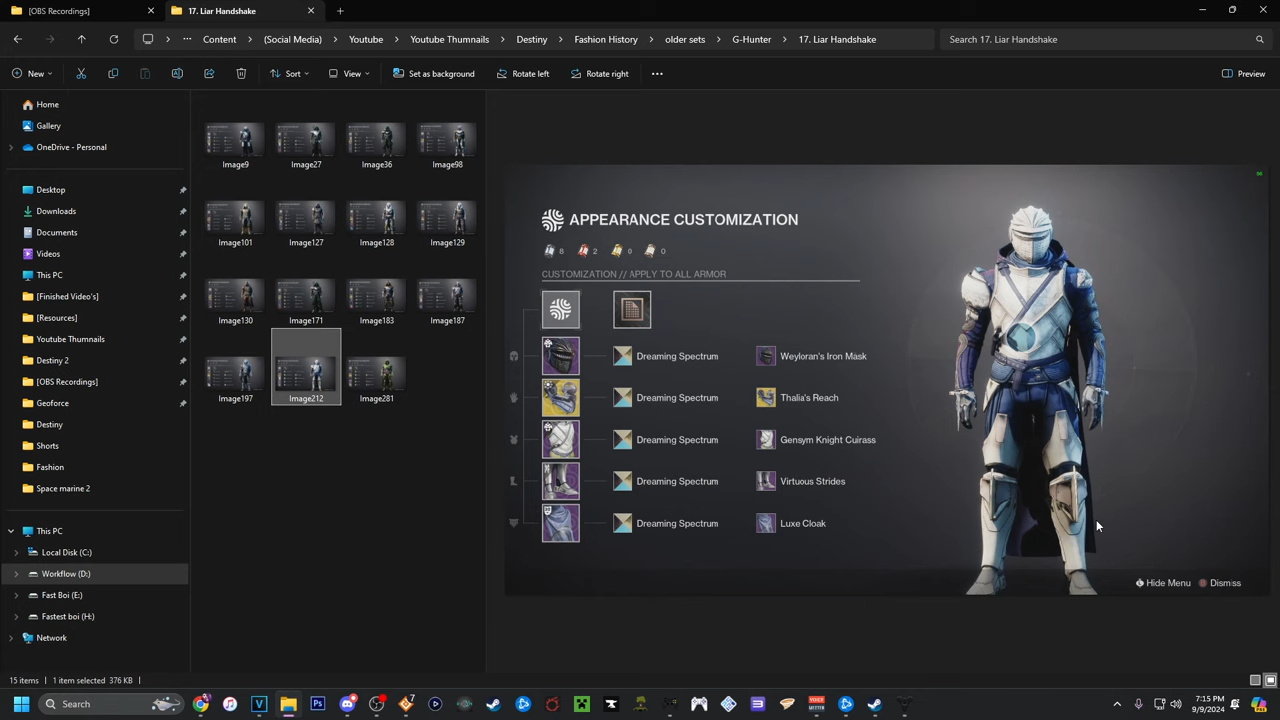 [OBS Recordings]
17. Liar Handshake
Content
(Social Media)
Youtube
Youtube Thumnails
Destiny
Fashion History
older sets
G-Hunter
17. Liar Handshake
Search 17. Liar Handshake
New
Sort
View
Set as background
Rotate left
Rotate right
Preview
Home
Gallery
OneDrive - Personal
Desktop
Downloads
Documents
Videos
This PC
[Finished Video's]
[Resources]
Youtube Thumnails
Destiny 2
[OBS Recordings]
Geoforce
Destiny
Shorts
Fashion
Space marine 2
This PC
Local Disk (C:)
Workflow (D:)
Fast Boi (E:)
Fastest boi (H:)
Network
Image9
Image27
Image36
Image98
Image101
Image127
Image128
Image129
Image130
Image171
Image183
Image187
Image197
Image212
Image281
APPEARANCE CUSTOMIZATION
8
2
0
0
CUSTOMIZATION // APPLY TO ALL ARMOR
Dreaming Spectrum
Weyloran's Iron Mask
Dreaming Spectrum
Thalia's Reach
Dreaming Spectrum
Gensym Knight Cuirass
Dreaming Spectrum
Virtuous Strides
Dreaming Spectrum
Luxe Cloak
Hide Menu
Dismiss
15 items
1 item selected 376 KB
Search
7:15 PM
9/9/2024